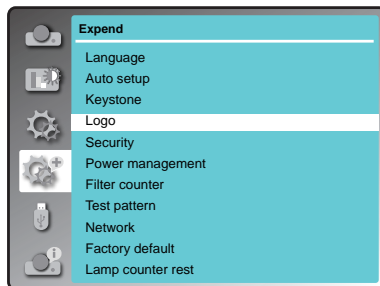 Expend
Language
Auto setup
Keystone
Logo
Security
Power management
Filter counter
Test pattern
Network
Factory default
Lamp counter rest